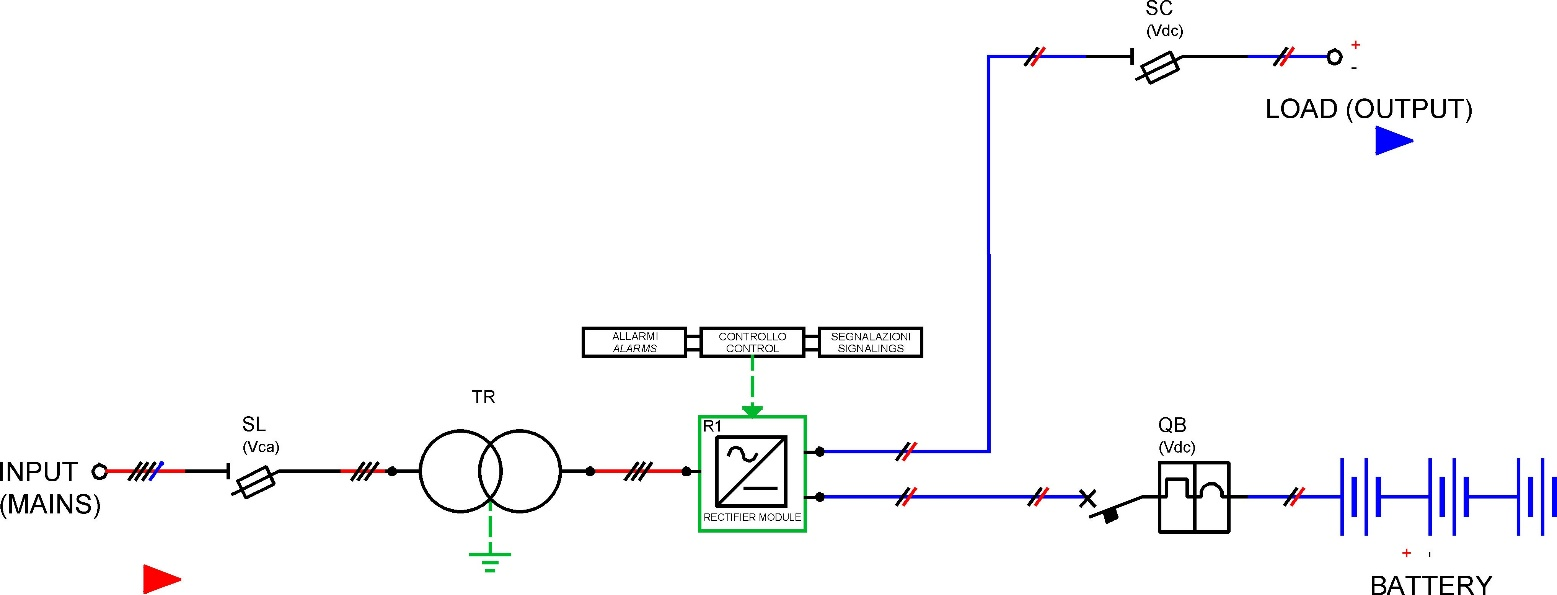 SC
(Vdc)
+
-
LOAD (OUTPUT)
ALLARMI
ALARMS
CONTROLLO
CONTROL
SEGNALAZIONI
SIGNALINGS
TR
SL
(Vca)
R1
QB
(Vdc)
INPUT
(MAINS)
RECTIFIER MODULE
+ -
BATTERY